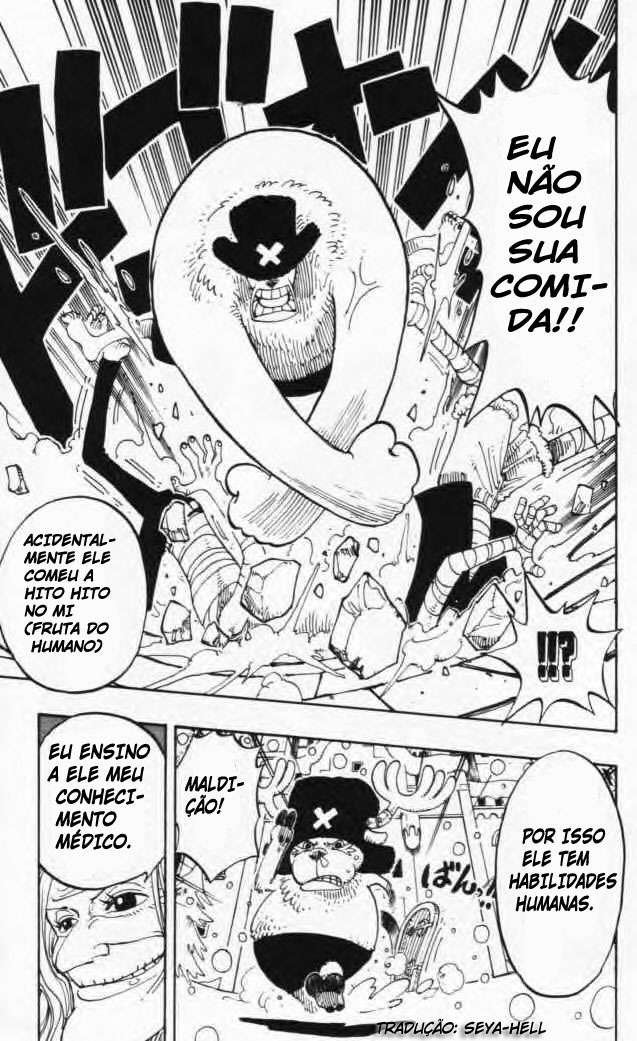 EU
NÃO
SOU
SUA
COMI-
DA!!
ACIDENTAL-
MENTE ELE
COMEU A
HITO HITO
NO MI
(FRUTA DO
HUMANO)
!!?
POR ISSO
ELE TEM
HABILIDADES
HUMANAS.
ばんっ!!
MALDI-
ÇÃO!
EU ENSINO
A ELE MEU
CONHECI-
MENTO
MÉDICO.
TRADUÇÃO: SEYA-HELL